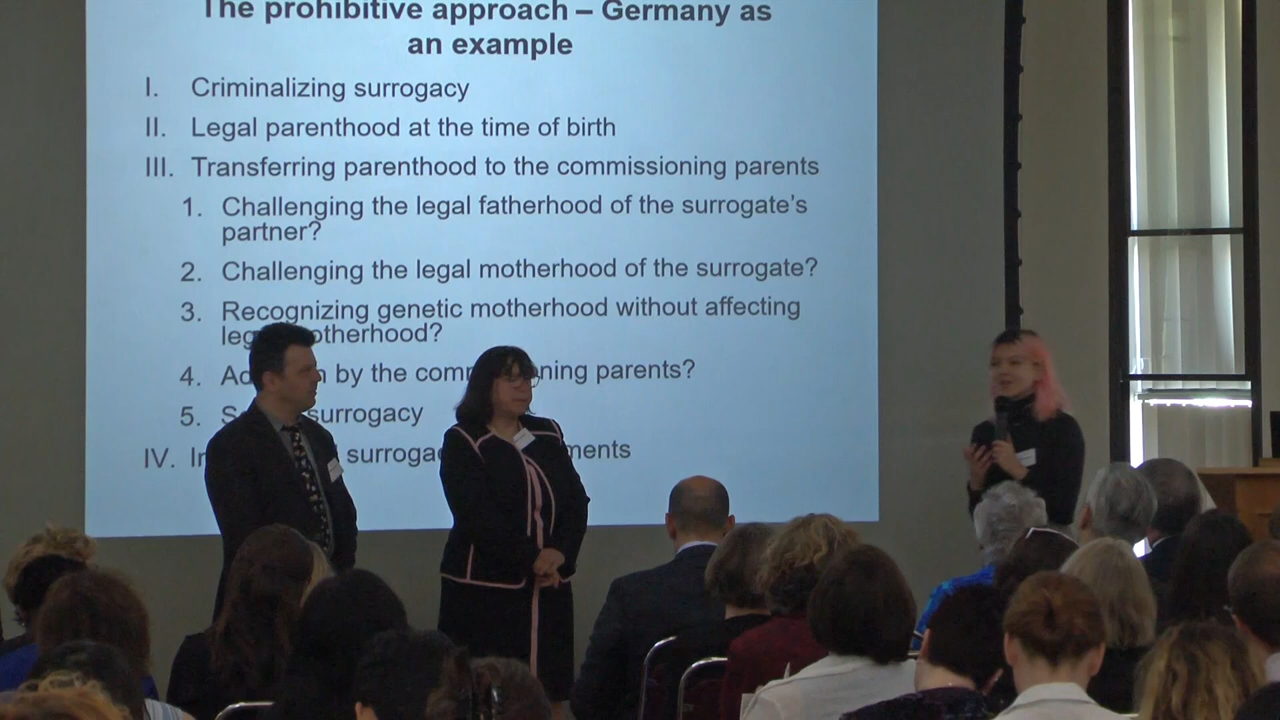 The prohibitive approach – Germany as
an example
I. Criminalizing surrogacy
II. Legal parenthood at the time of birth
III. Transferring parenthood to the commissioning parents
1. Challenging the legal fatherhood of the surrogate's
partner?
2. Challenging the legal motherhood of the surrogate?
3. Recognizing genetic motherhood without affecting
motherhood?
4. by the parents?
5. surrogacy
IV.